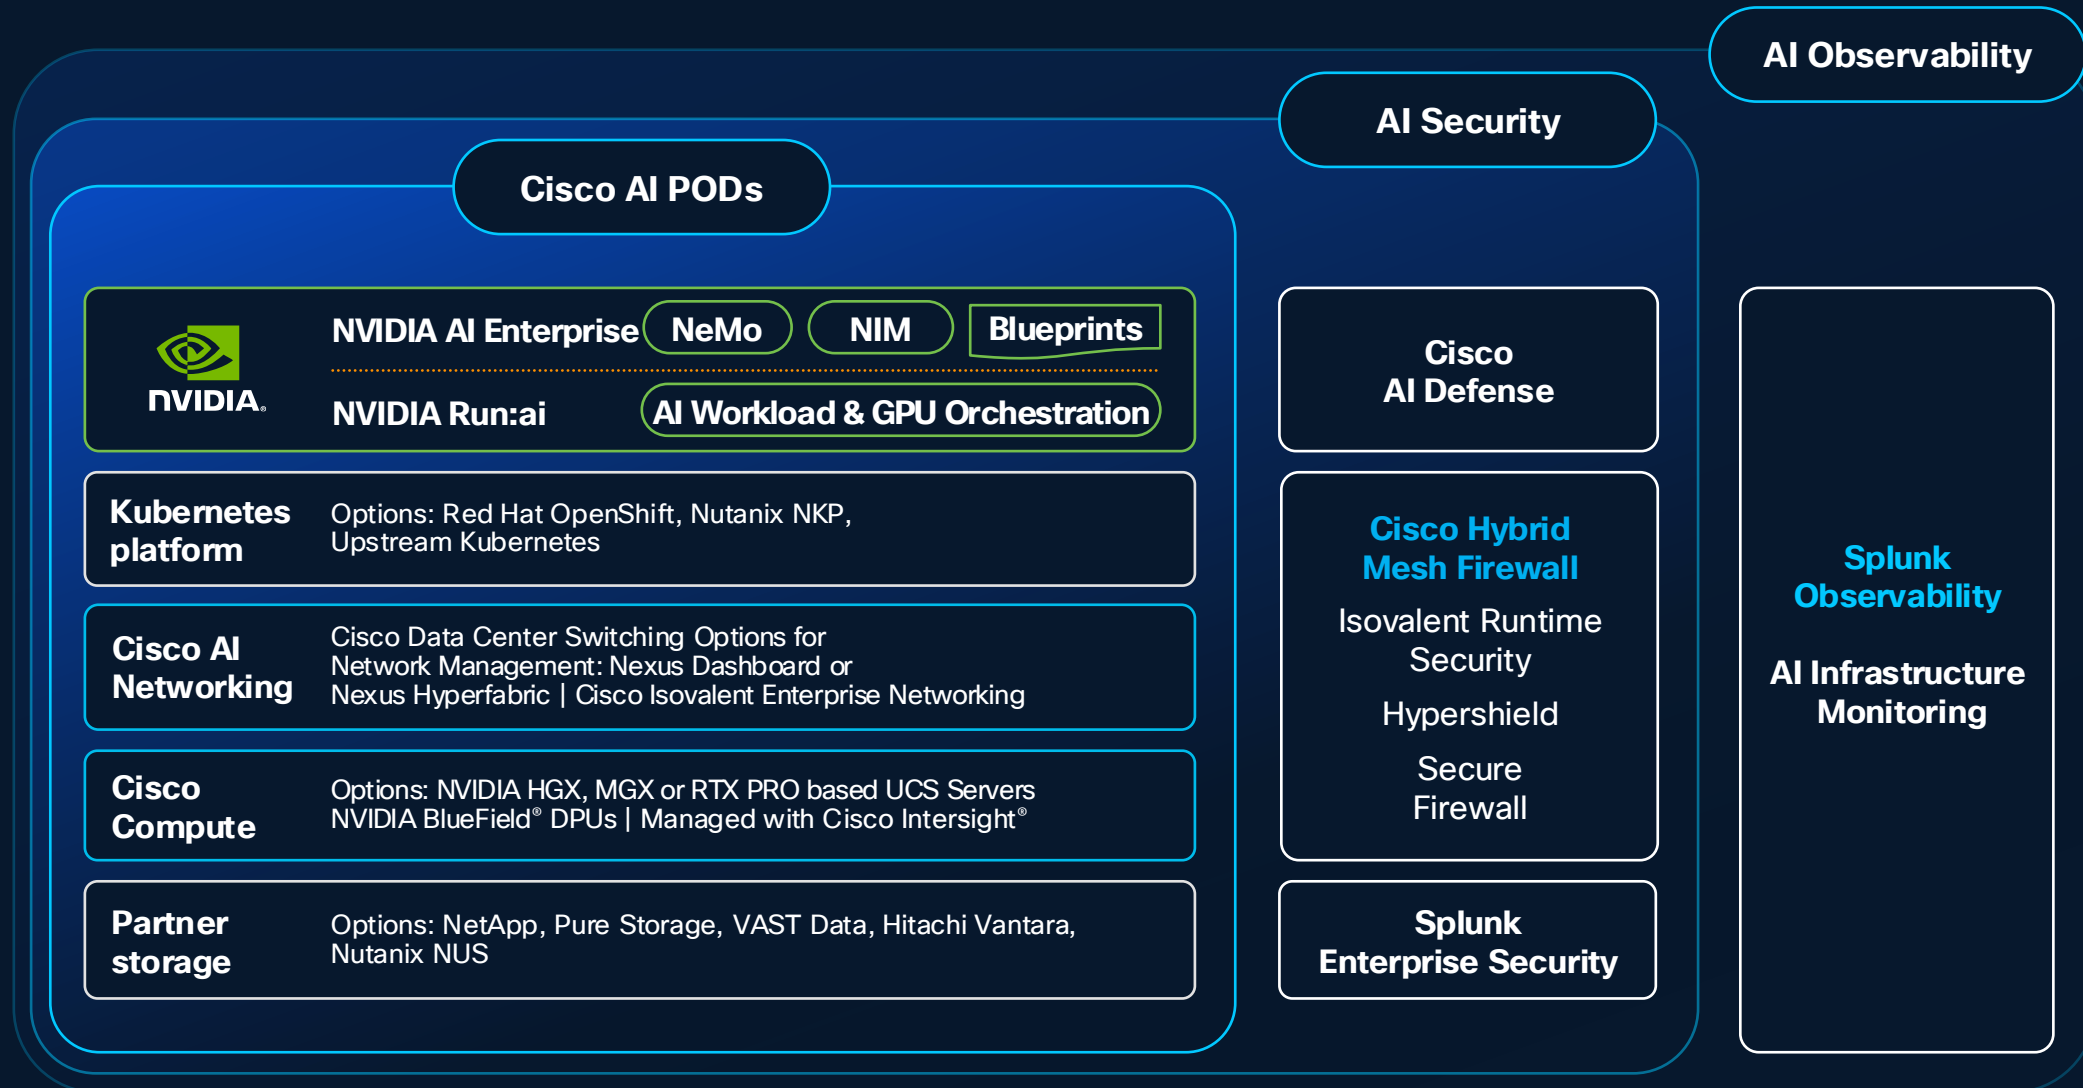 AI Observability
AI Security
Cisco AI PODs
NVIDIA.
NVIDIA AI Enterprise
NeMo
NIM
Blueprints
NVIDIA Run:ai
AI Workload & GPU Orchestration
Kubernetes
platform
Options: Red Hat OpenShift, Nutanix NKP,
Upstream Kubernetes
Cisco AI
Networking
Cisco Data Center Switching Options for
Network Management: Nexus Dashboard or
Nexus Hyperfabric | Cisco Isovalent Enterprise Networking
Cisco
Compute
Options: NVIDIA HGX, MGX or RTX PRO based UCS Servers
NVIDIA BlueField® DPUs | Managed with Cisco Intersight®
Partner
storage
Options: NetApp, Pure Storage, VAST Data, Hitachi Vantara,
Nutanix NUS
Cisco
AI Defense
Cisco Hybrid
Mesh Firewall
Isovalent Runtime
Security
Hypershield
Secure
Firewall
Splunk
Enterprise Security
Splunk
Observability
AI Infrastructure
Monitoring